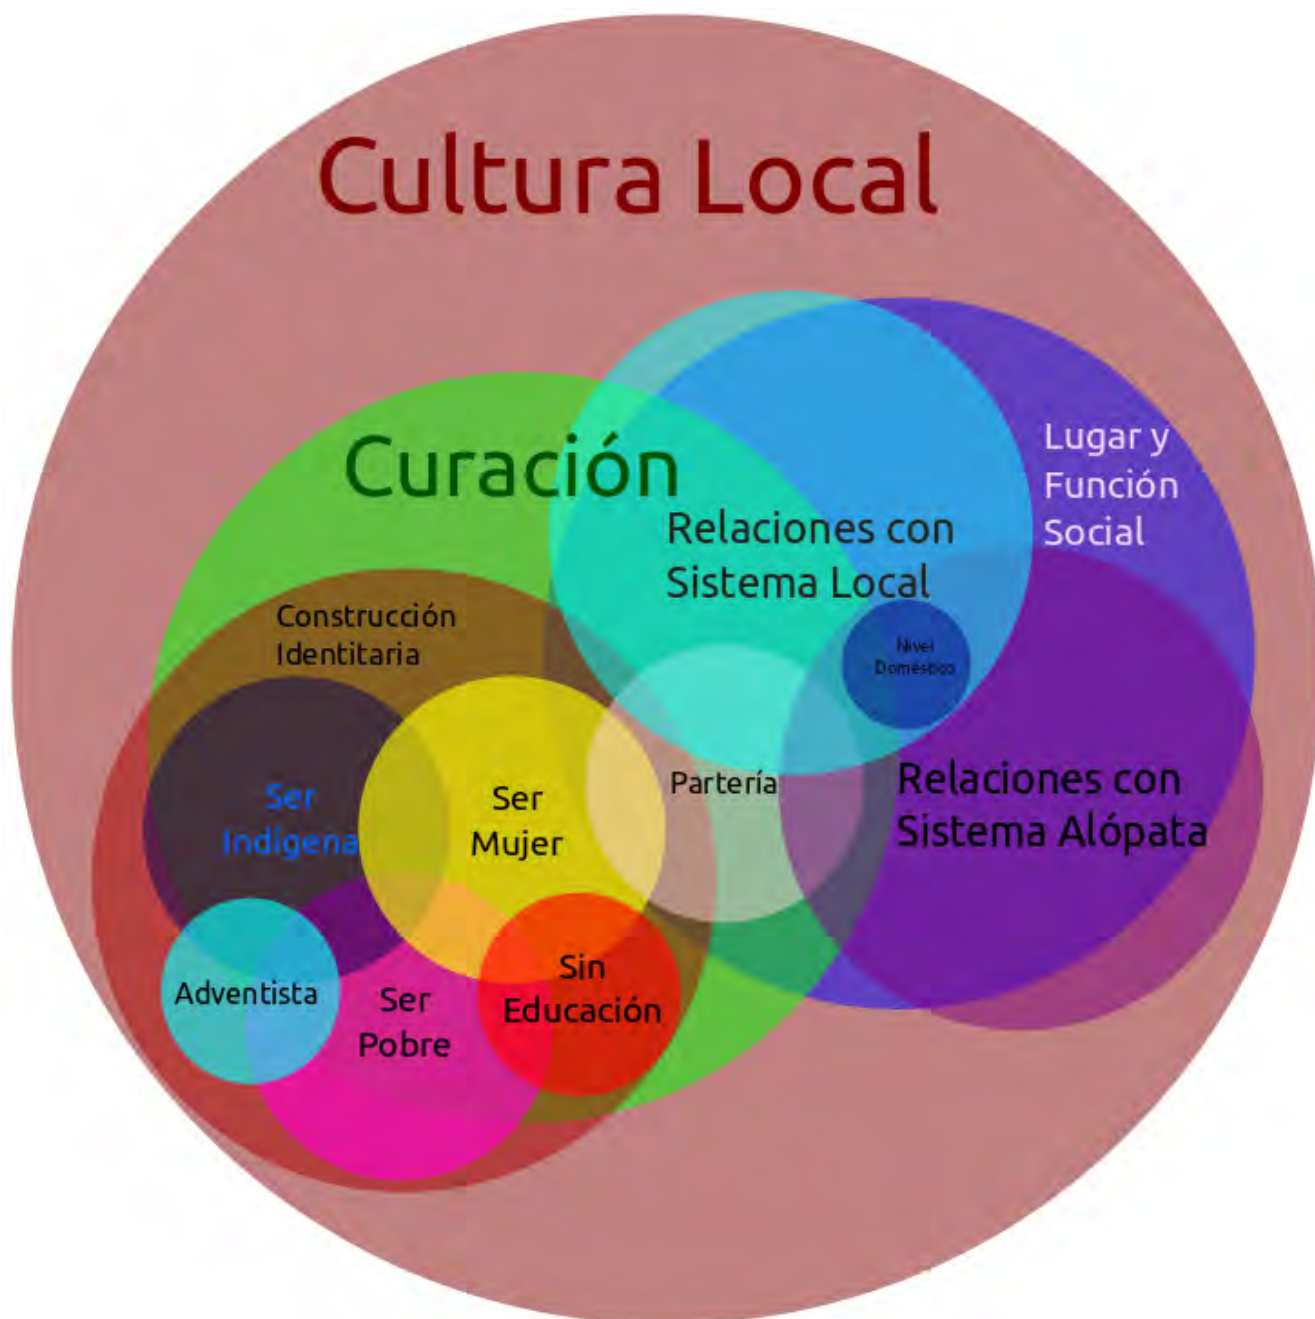 Cultura Local
Curación
Lugar y
Función
Social
Relaciones con
Sistema Local
Construcción
Identitaria
Nivel
Doméstico
Partería
Relaciones con
Sistema Alópata
Ser
Indígena
Ser
Mujer
Adventista
Ser
Pobre
Sin
Educación